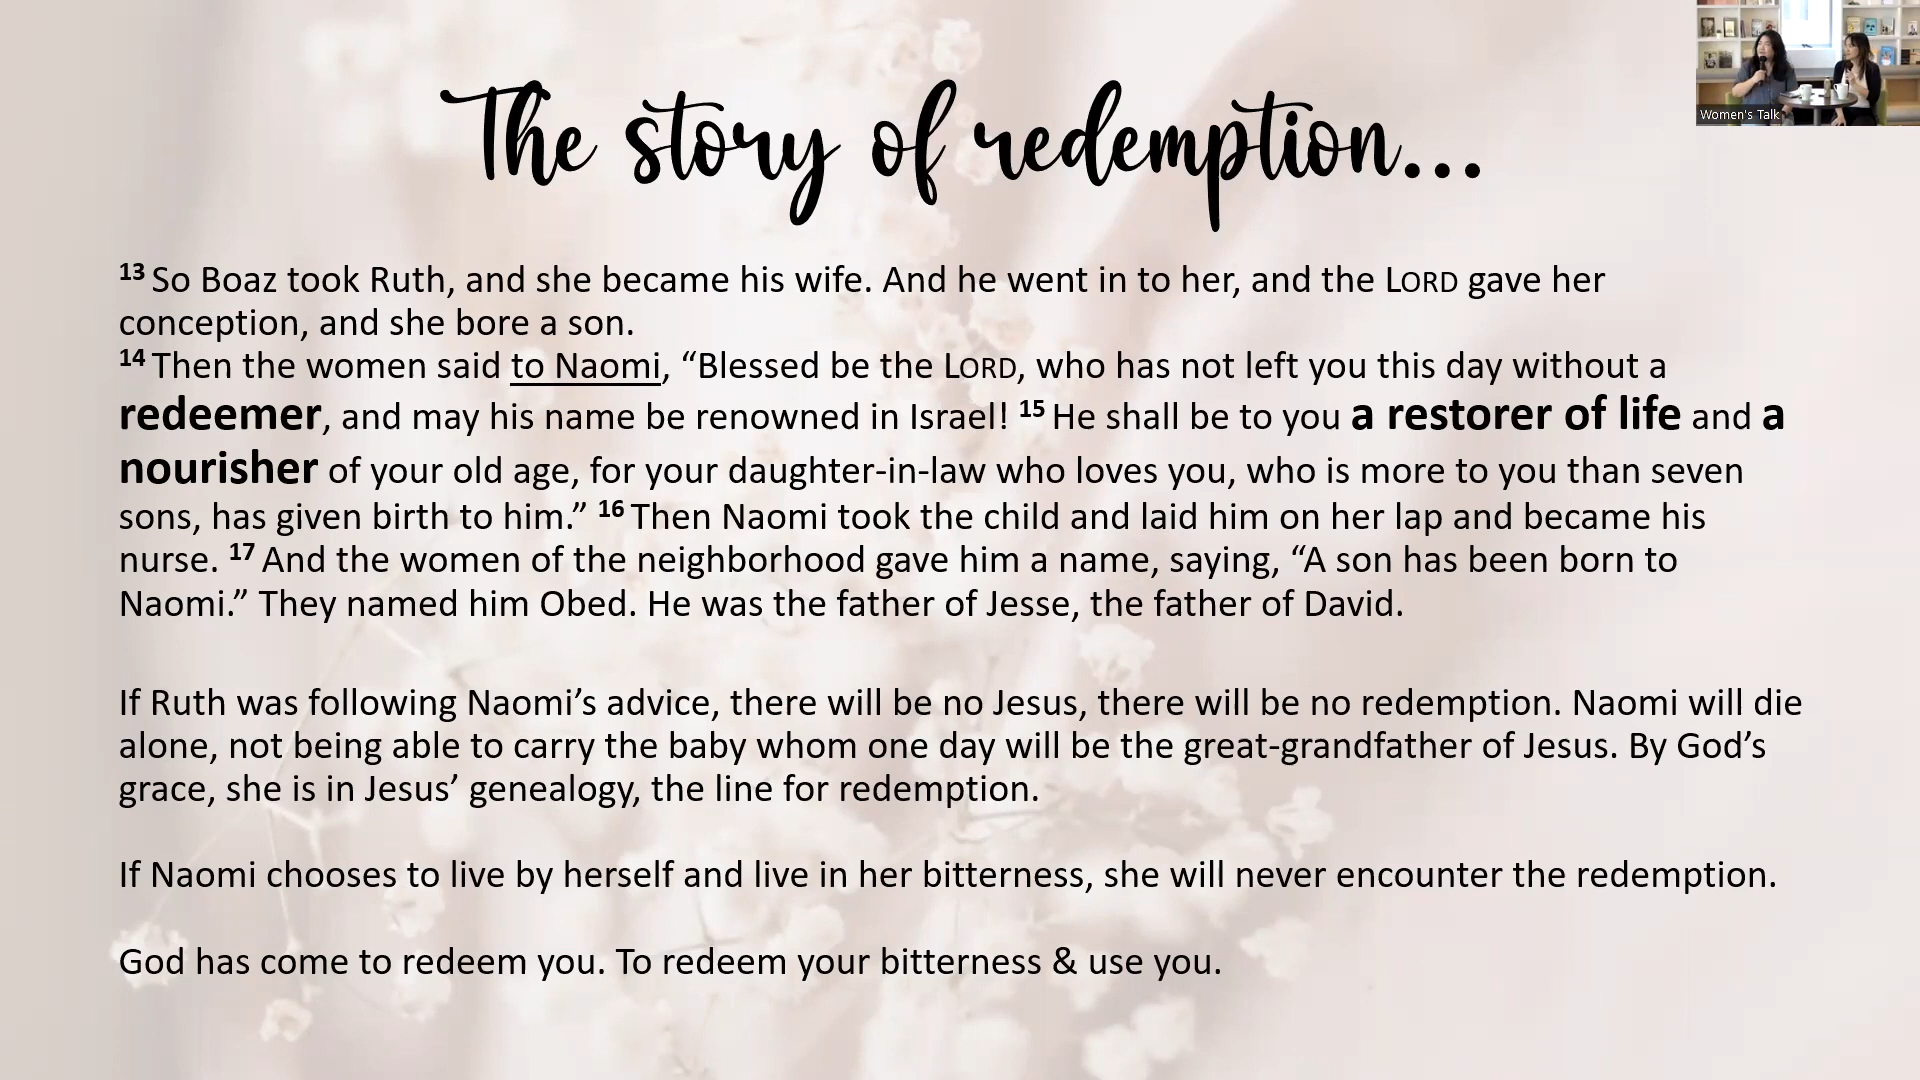 The story of redemption...
Women's Talk
13 So Boaz took Ruth, and she became his wife. And he went in to her, and the LORD gave her
conception, and she bore a son.
14 Then the women said to Naomi, “Blessed be the LORD, who has not left you this day without a
redeemer, and may his name be renowned in Israel! 15 He shall be to you a restorer of life and a
nourisher of your old age, for your daughter-in-law who loves you, who is more to you than seven
sons, has given birth to him.” 16 Then Naomi took the child and laid him on her lap and became his
nurse. 17 And the women of the neighborhood gave him a name, saying, “A son has been born to
Naomi.” They named him Obed. He was the father of Jesse, the father of David.
If Ruth was following Naomi’s advice, there will be no Jesus, there will be no redemption. Naomi will die
alone, not being able to carry the baby whom one day will be the great-grandfather of Jesus. By God’s
grace, she is in Jesus’ genealogy, the line for redemption.
If Naomi chooses to live by herself and live in her bitterness, she will never encounter the redemption.
God has come to redeem you. To redeem your bitterness & use you.